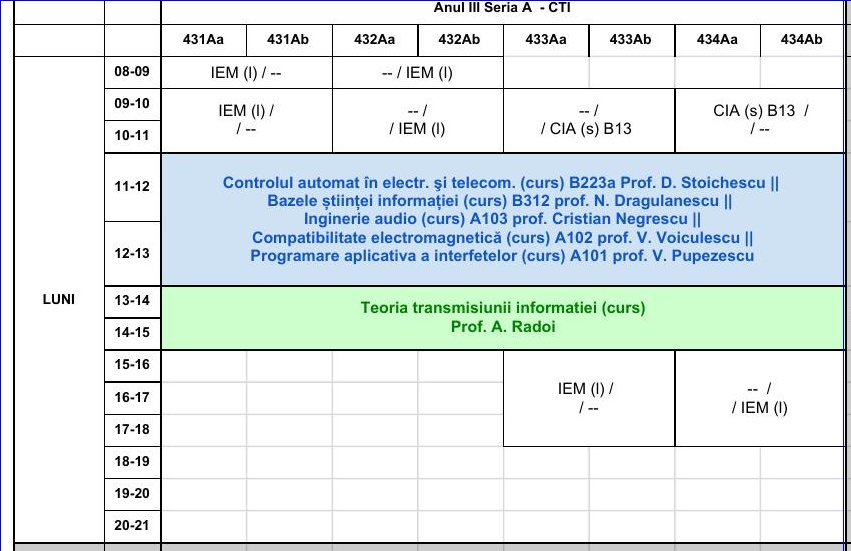 Anul III Seria A - CTI
431Aa 431Ab 432Aa 432Ab 433Aa 433Ab 434Aa 434Ab
LUNI
08-09 IEM (l) / -- -- / IEM (l)
09-10
10-11
IEM (l) /
/ --
-- /
/ IEM (l)
-- /
/ CIA (s) B13
CIA (s) B13 /
/ --
11-12
12-13
Controlul automat în electr. şi telecom. (curs) B223a Prof. D. Stoichescu ||
Bazele științei informației (curs) B312 prof. N. Dragulanescu ||
Inginerie audio (curs) A103 prof. Cristian Negrescu ||
Compatibilitate electromagnetică (curs) A102 prof. V. Voiculescu ||
Programare aplicativa a interfetelor (curs) A101 prof. V. Pupezescu
13-14
14-15
Teoria transmisiunii informatiei (curs)
Prof. A. Radoi
15-16
16-17
17-18
IEM (l) /
/ --
-- /
/ IEM (l)
18-19
19-20
20-21